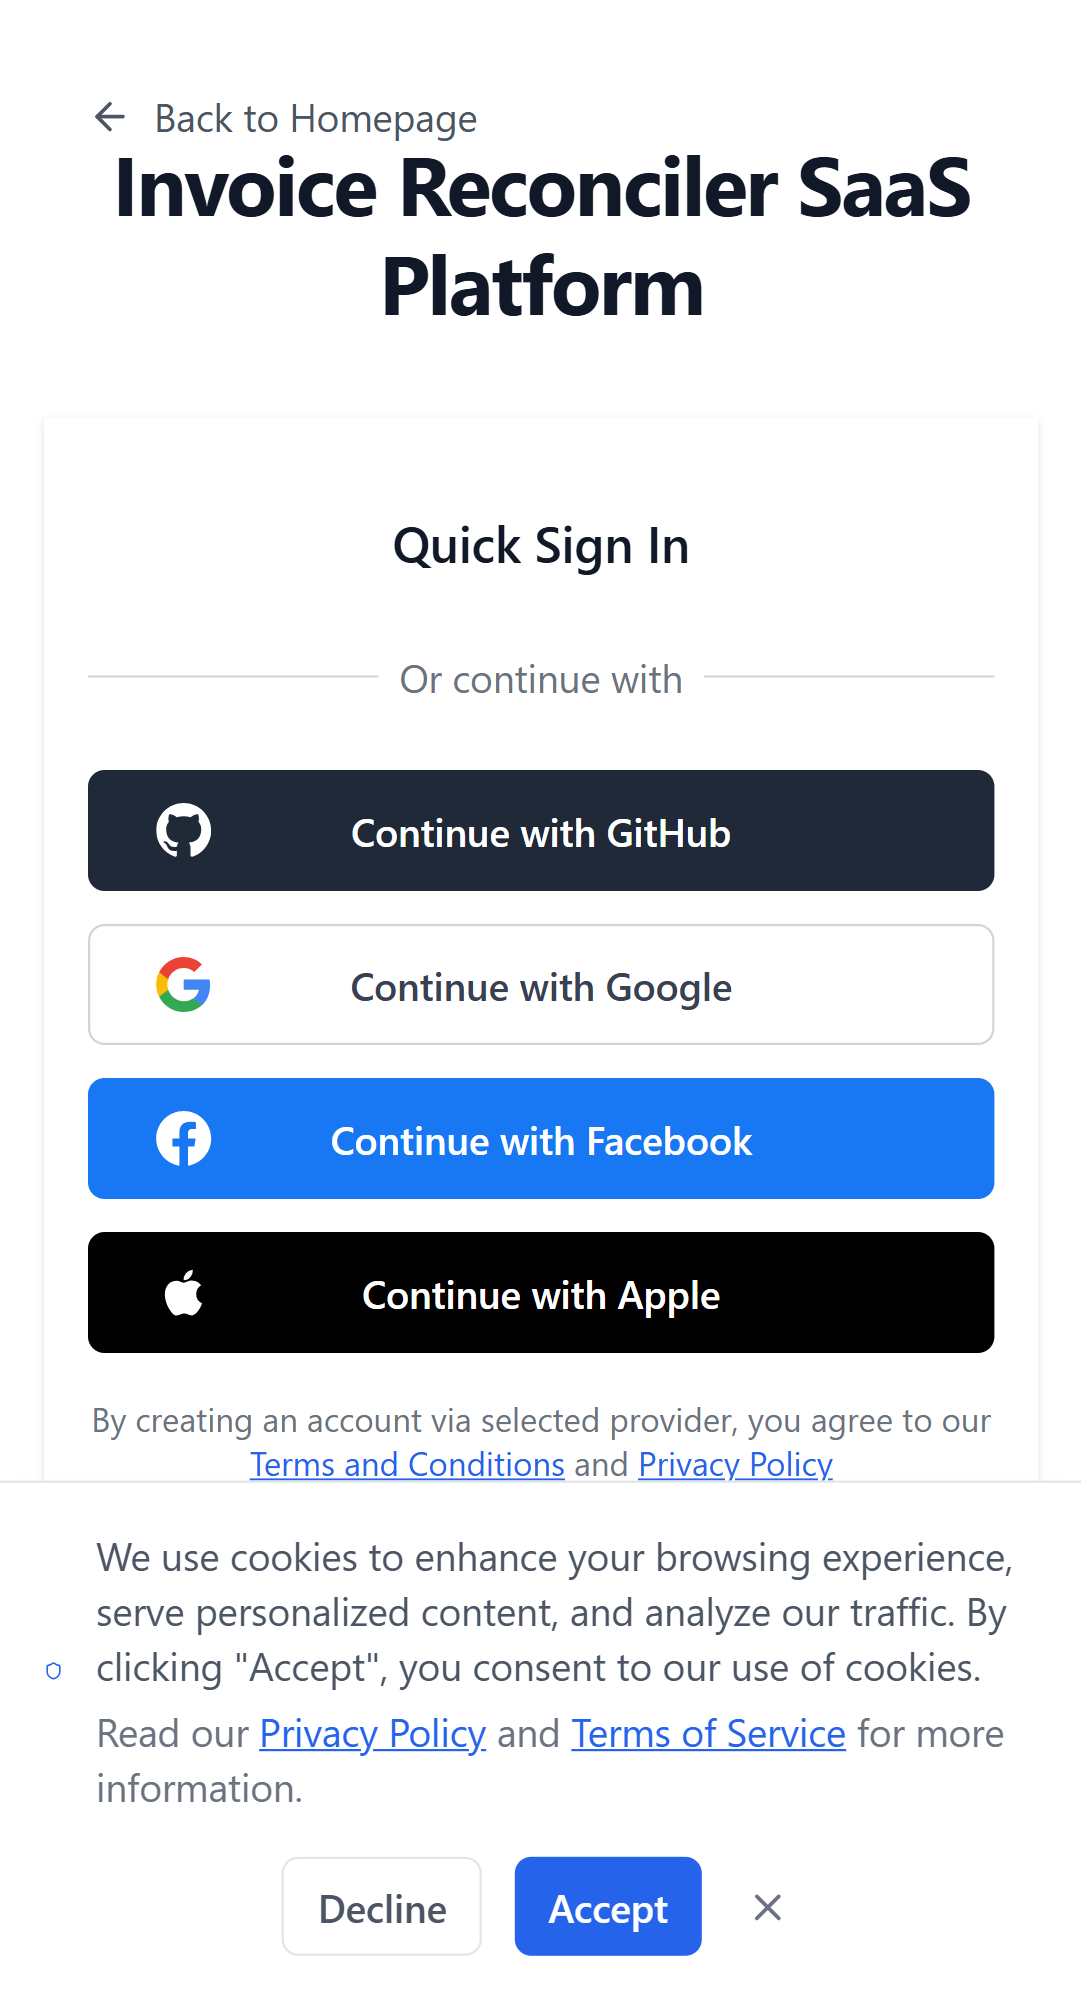 Back to Homepage
Invoice Reconciler SaaS
Platform
Quick Sign In
Or continue with
Continue with GitHub
Continue with Google
Continue with Facebook
Continue with Apple
By creating an account via selected provider, you agree to our
Terms and Conditions and Privacy Policy
We use cookies to enhance your browsing experience,
serve personalized content, and analyze our traffic. By
clicking "Accept", you consent to our use of cookies.
Read our Privacy Policy and Terms of Service for more
information.
Decline
Accept